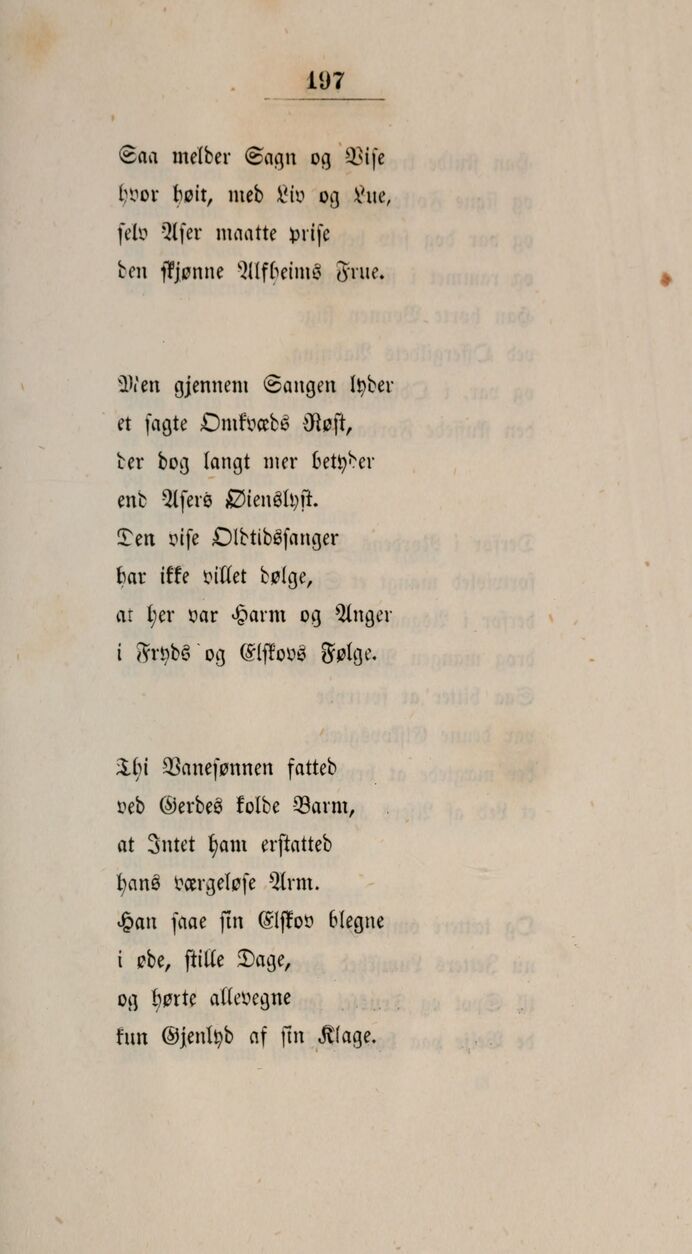 197
Saa melder Sagn og Vise
hvor høit, med Liv og Lue,
selv Aser maatte prise
den skjønne Alfheims Frue.
Men gjennem Sangen lyder
et sagte Omkvæds Røst,
der dog langt mer betyder
end Asers Øienslyst.
Den vise Oldtidssanger
har ikke villet dølge,
at her var Harm og Anger
i Fryds og Elskovs Følge.
Thi Vanesønnen fatted
ved Gerdes kolde Barm,
at Intet ham erstatted
hans værgeløse Arm.
Han saae sin Elskov blegne
i øde, stille Dage,
og hørte allevegne
kun Gjenlyd af sin Klage.